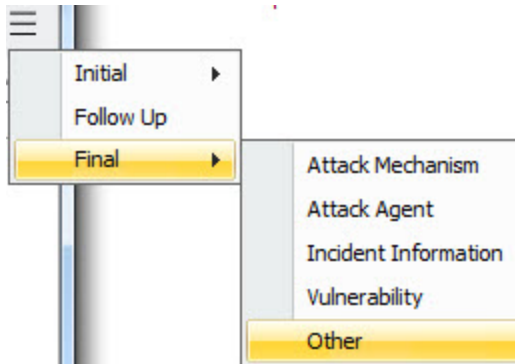 Initial
Follow Up
Final
Attack Mechanism
Attack Agent
Incident Information
Vulnerability
Other